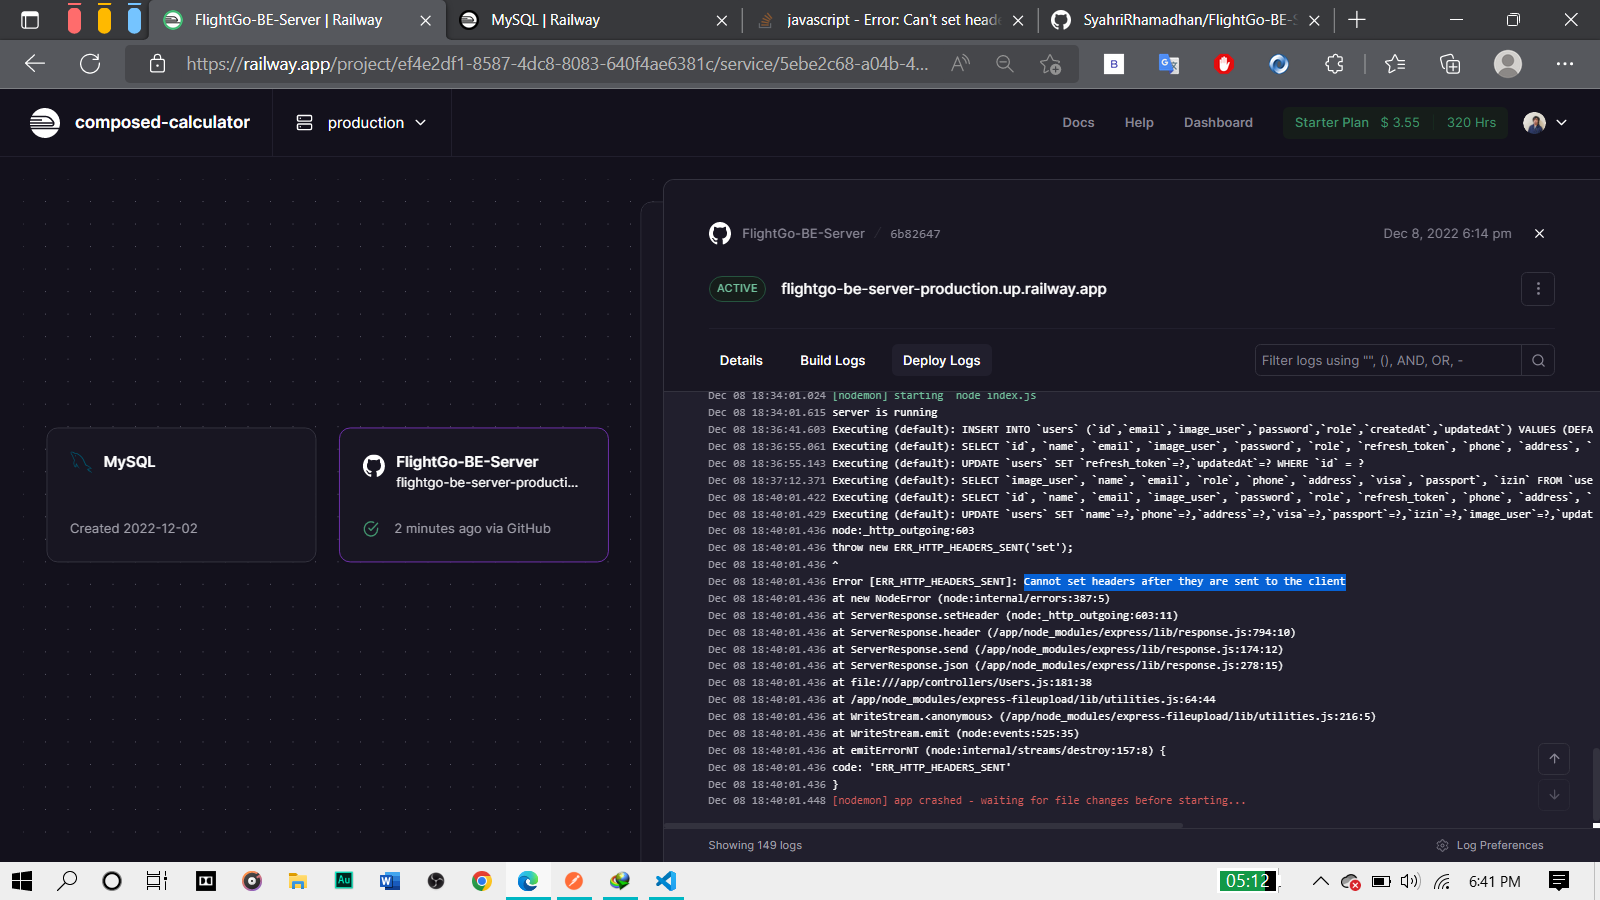 FlightGo-BE-Server | Railway
MySQL | Railway
javascript - Error: Can't set heade
SyahriRhamadhan/FlightGo-BE-S
https://railway.app/project/ef4e2df1-8587-4dc8-8083-640f4ae6381c/service/5ebe2c68-a04b-4...
composed-calculator
production
Docs
Help
Dashboard
Starter Plan $ 3.55 320 Hrs
FlightGo-BE-Server / 6b82647
Dec 8, 2022 6:14 pm
ACTIVE
flightgo-be-server-production.up.railway.app
Details
Build Logs
Deploy Logs
Filter logs using "", (), AND, OR, -
MySQL
Created 2022-12-02
FlightGo-BE-Server
flightgo-be-server-producti...
2 minutes ago via GitHub
Dec 08 18:34:01.024 [nodemon] starting `node index.js`
Dec 08 18:34:01.615 server is running
Dec 08 18:36:41.603 Executing (default): INSERT INTO `users` (`id`,`email`,`image_user`,`password`,`role`,`createdAt`,`updatedAt`) VALUES (DEFA
Dec 08 18:36:55.061 Executing (default): SELECT `id`, `name`, `email`, `image_user`, `password`, `role`, `refresh_token`, `phone`, `address`, `
Dec 08 18:36:55.143 Executing (default): UPDATE `users` SET `refresh_token`=?,`updatedAt`=? WHERE `id` = ?
Dec 08 18:37:12.371 Executing (default): SELECT `image_user`, `name`, `email`, `role`, `phone`, `address`, `visa`, `passport`, `izin` FROM `use
Dec 08 18:40:01.422 Executing (default): SELECT `id`, `name`, `email`, `image_user`, `password`, `role`, `refresh_token`, `phone`, `address`, `
Dec 08 18:40:01.429 Executing (default): UPDATE `users` SET `name`=?,`phone`=?,`address`=?,`visa`=?,`passport`=?,`izin`=?,`image_user`=?,`updat
Dec 08 18:40:01.436 node:_http_outgoing:603
Dec 08 18:40:01.436 throw new ERR_HTTP_HEADERS_SENT('set');
Dec 08 18:40:01.436 ^
Dec 08 18:40:01.436 Error [ERR_HTTP_HEADERS_SENT]: Cannot set headers after they are sent to the client
Dec 08 18:40:01.436 at new NodeError (node:internal/errors:387:5)
Dec 08 18:40:01.436 at ServerResponse.setHeader (node:_http_outgoing:603:11)
Dec 08 18:40:01.436 at ServerResponse.header (/app/node_modules/express/lib/response.js:794:10)
Dec 08 18:40:01.436 at ServerResponse.send (/app/node_modules/express/lib/response.js:174:12)
Dec 08 18:40:01.436 at ServerResponse.json (/app/node_modules/express/lib/response.js:278:15)
Dec 08 18:40:01.436 at file:///app/controllers/Users.js:181:38
Dec 08 18:40:01.436 at /app/node_modules/express-fileupload/lib/utilities.js:64:44
Dec 08 18:40:01.436 at WriteStream.<anonymous> (/app/node_modules/express-fileupload/lib/utilities.js:216:5)
Dec 08 18:40:01.436 at WriteStream.emit (node:events:525:35)
Dec 08 18:40:01.436 at emitErrorNT (node:internal/streams/destroy:157:8) {
Dec 08 18:40:01.436 code: 'ERR_HTTP_HEADERS_SENT'
Dec 08 18:40:01.436 }
Dec 08 18:40:01.448 [nodemon] app crashed - waiting for file changes before starting...
Showing 149 logs
Log Preferences
05:12
6:41 PM